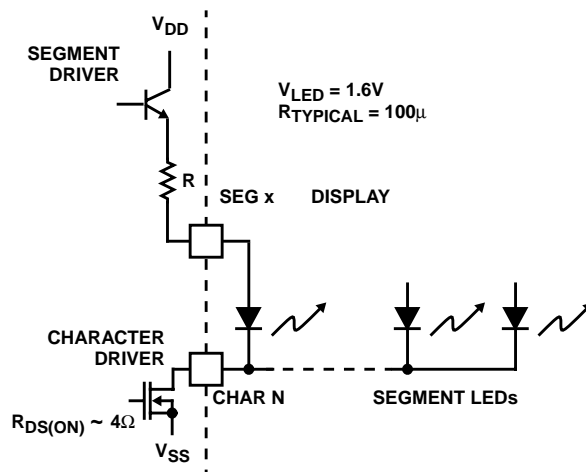 V_DD
SEGMENT
DRIVER
V_LED = 1.6V
R_TYPICAL = 100μ
R
SEG x
DISPLAY
CHARACTER
DRIVER
CHAR N
SEGMENT LEDs
R_DS(ON) ~ 4Ω
V_SS